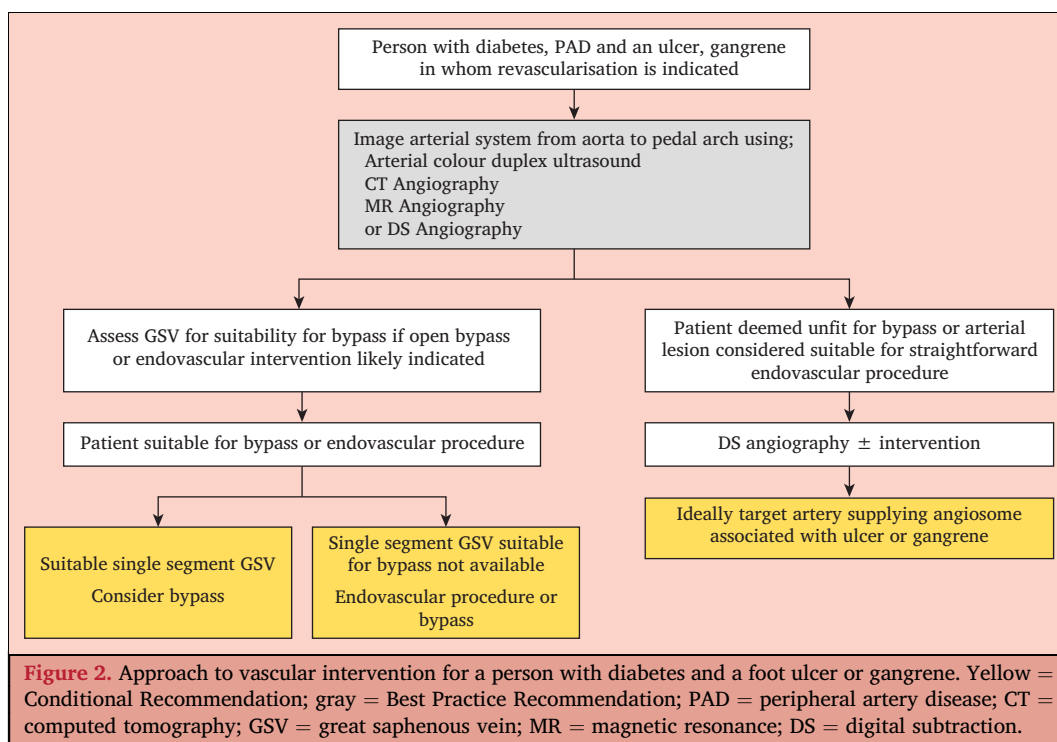 Person with diabetes, PAD and an ulcer, gangrene
in whom revascularisation is indicated
Image arterial system from aorta to pedal arch using;
Arterial colour duplex ultrasound
CT Angiography
MR Angiography
or DS Angiography
Assess GSV for suitability for bypass if open bypass
or endovascular intervention likely indicated
Patient suitable for bypass or endovascular procedure
Suitable single segment GSV
Consider bypass
Single segment GSV suitable
for bypass not available
Endovascular procedure or
bypass
Patient deemed unfit for bypass or arterial
lesion considered suitable for straightforward
endovascular procedure
DS angiography ± intervention
Ideally target artery supplying angiosome
associated with ulcer or gangrene
Figure 2. Approach to vascular intervention for a person with diabetes and a foot ulcer or gangrene. Yellow =
Conditional Recommendation; gray = Best Practice Recommendation; PAD = peripheral artery disease; CT =
computed tomography; GSV = great saphenous vein; MR = magnetic resonance; DS = digital subtraction.